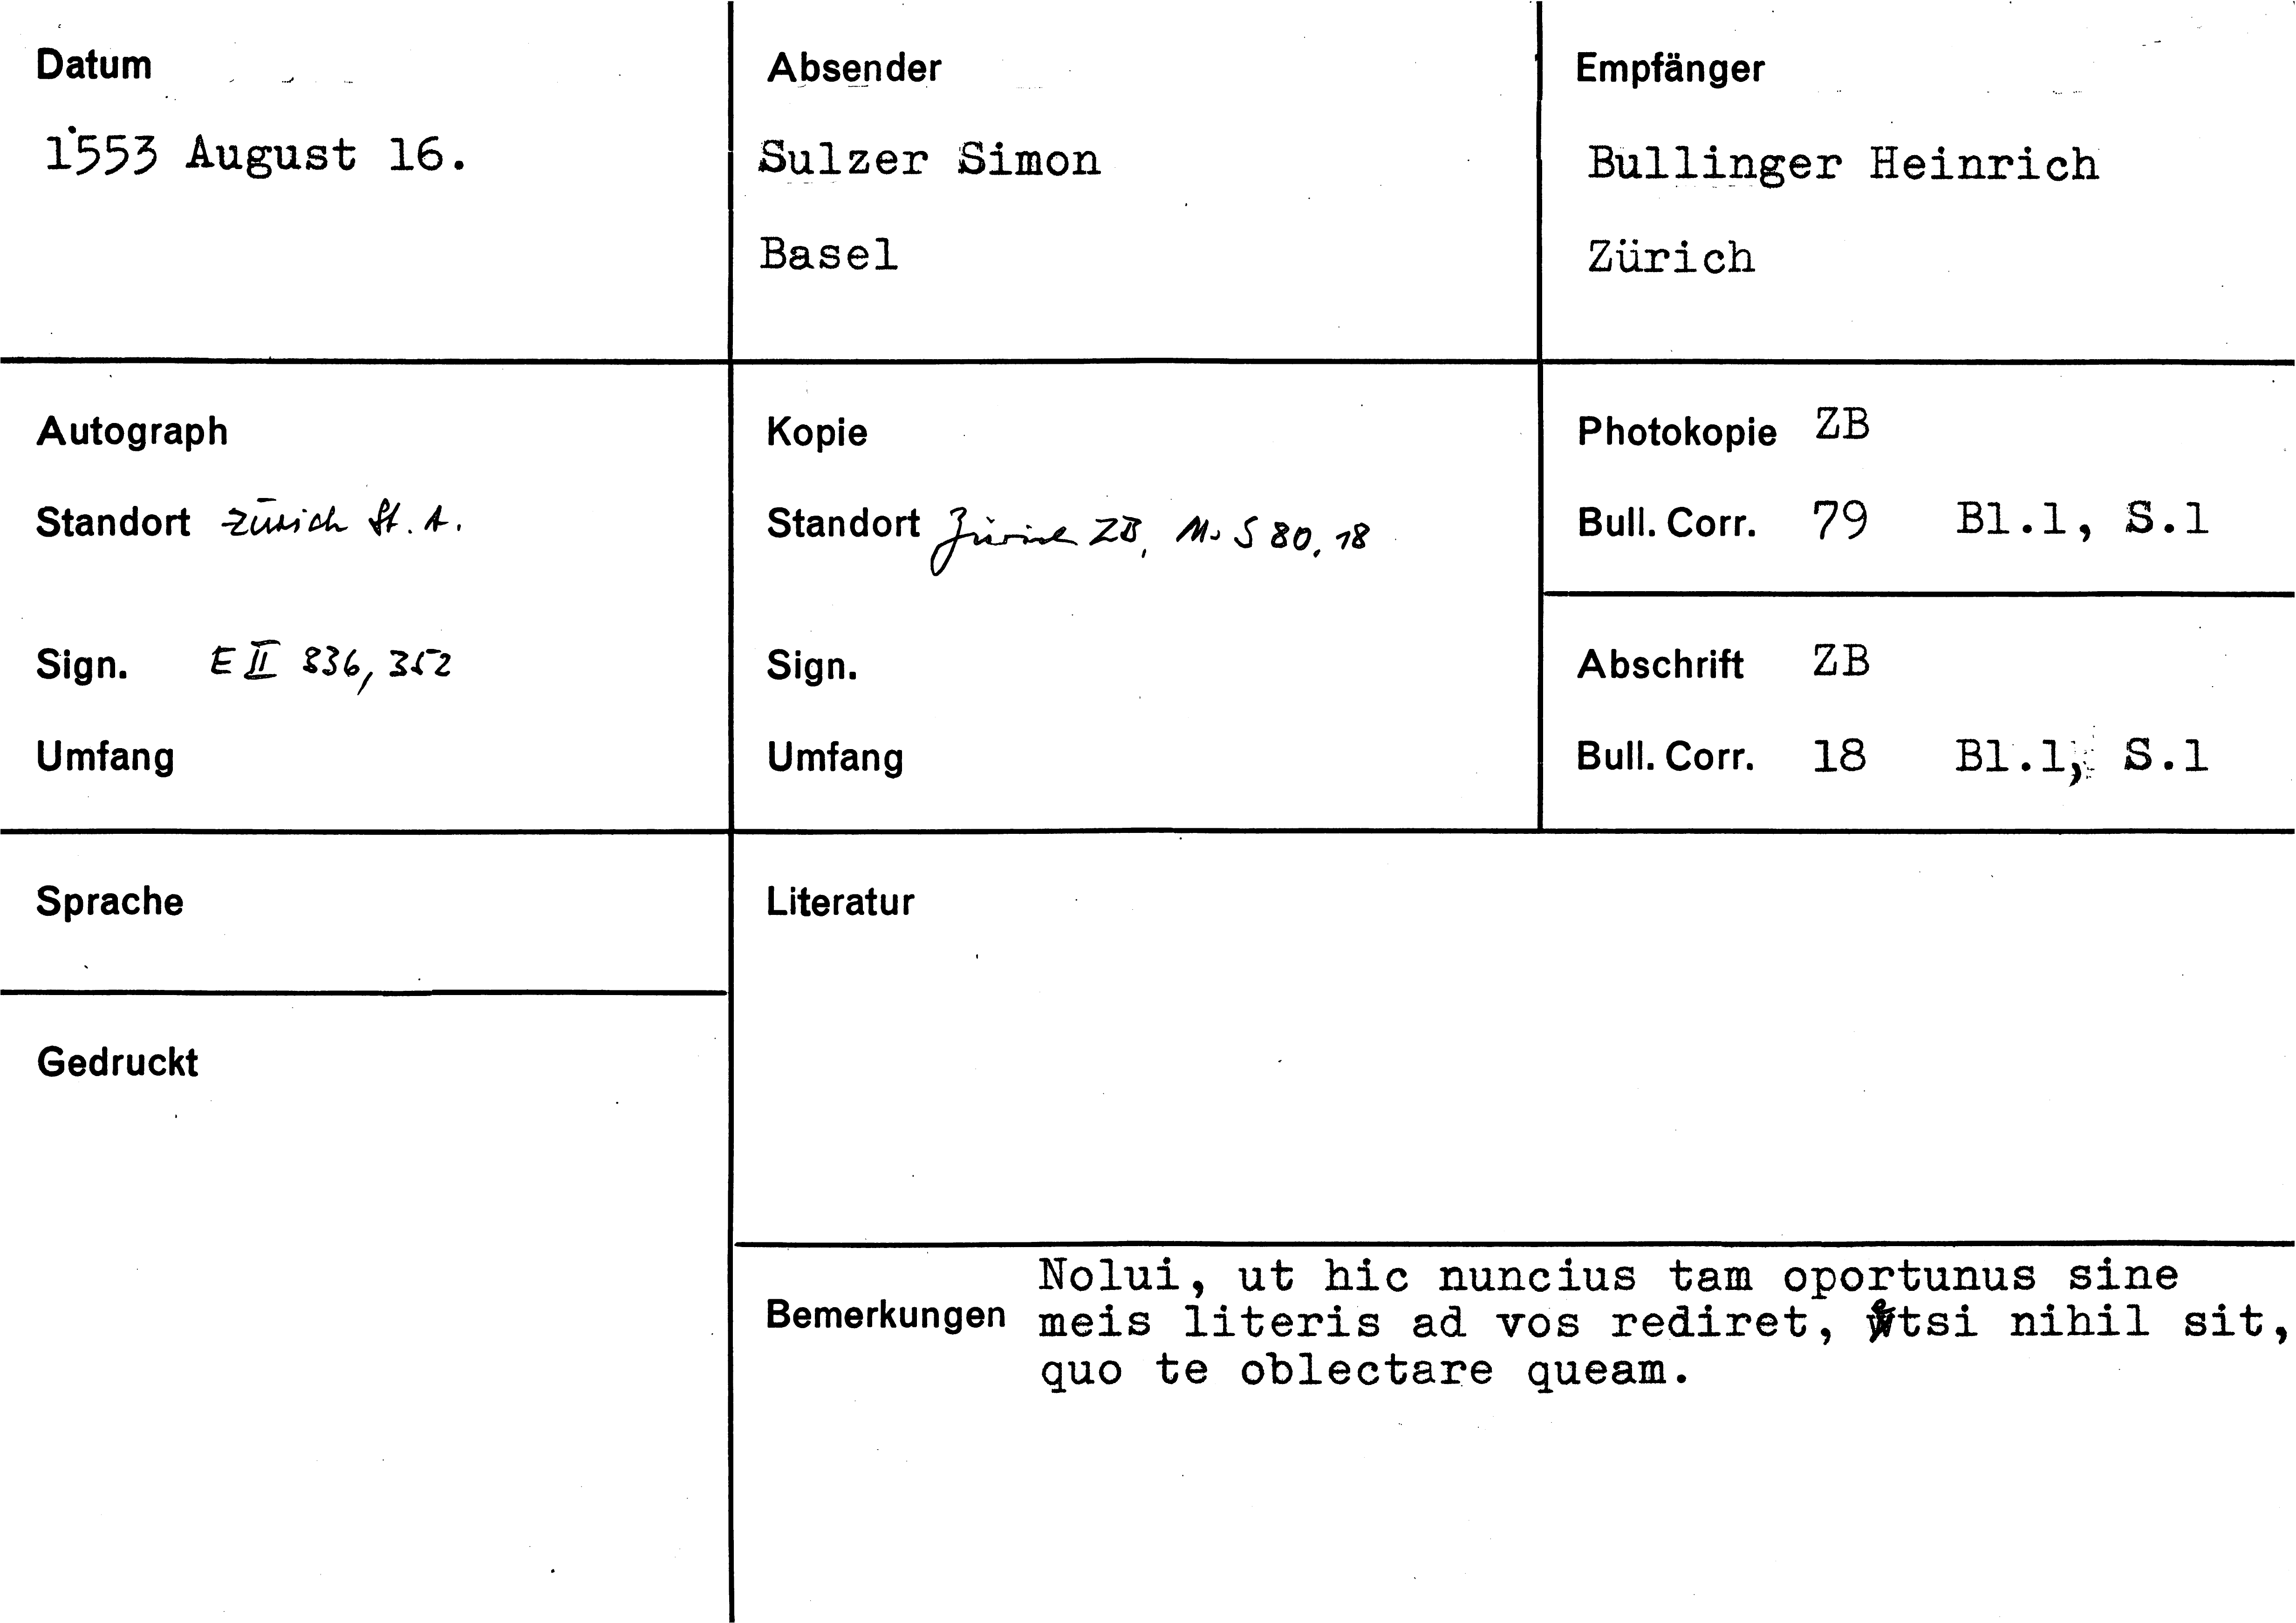 Datum
1553 August 16.
Absender
Sulzer Simon
Basel
Empfänger
Bullinger Heinrich
Zürich
Autograph
Standort Zürich St. A.
Sign. E II 336, 352
Umfang
Kopie
Standort Zürich ZB, Ms S 80, 18
Sign.
Umfang
Photokopie ZB
Bull. Corr. 79 Bl.1, S.1
Abschrift ZB
Bull. Corr. 18 Bl.1, S.1
Sprache
Gedruckt
Literatur
Bemerkungen
Nolui, ut hic nuncius tam oportunus sine
meis literis ad vos rediret, etsi nihil sit,
quo te oblectare queam.